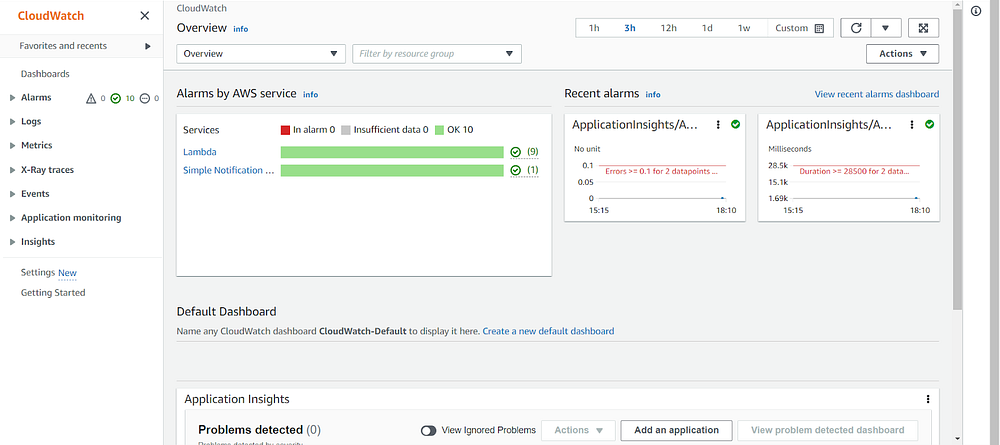 CloudWatch
Favorites and recents
Dashboards
Alarms 0 10 0
Logs
Metrics
X-Ray traces
Events
Application monitoring
Insights
Settings New
Getting Started
CloudWatch
Overview info
1h 3h 12h 1d 1w Custom
Overview
Filter by resource group
Actions
Alarms by AWS service info
Services
In alarm 0 Insufficient data 0 OK 10
Lambda (9)
Simple Notification ... (1)
Recent alarms info
View recent alarms dashboard
ApplicationInsights/A...
No unit
0.1
Errors >= 0.1 for 2 datapoints ...
0.05
0
15:15 18:10
ApplicationInsights/A...
Milliseconds
28.5k
Duration >= 28500 for 2 data...
15.1k
1.69k
15:15 18:10
Default Dashboard
Name any CloudWatch dashboard CloudWatch-Default to display it here. Create a new default dashboard
Application Insights
Problems detected (0)
Problems detected by severity
View Ignored Problems
Actions
Add an application
View problem detected dashboard